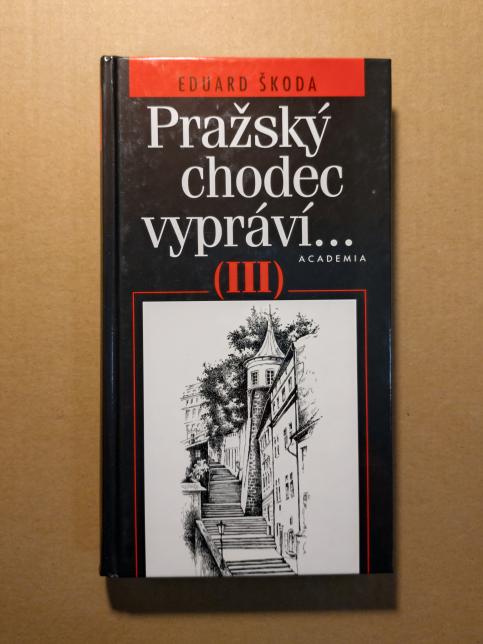 EDUARD ŠKODA
Pražský
chodec
vypráví...
ACADEMIA
(III)